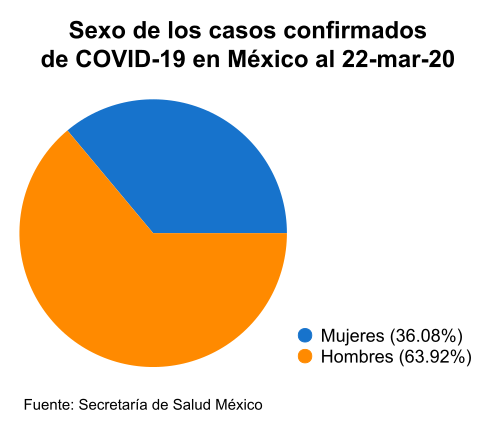 Sexo de los casos confirmados
de COVID-19 en México al 22-mar-20
Mujeres (36.08%)
Hombres (63.92%)
Fuente: Secretaría de Salud México